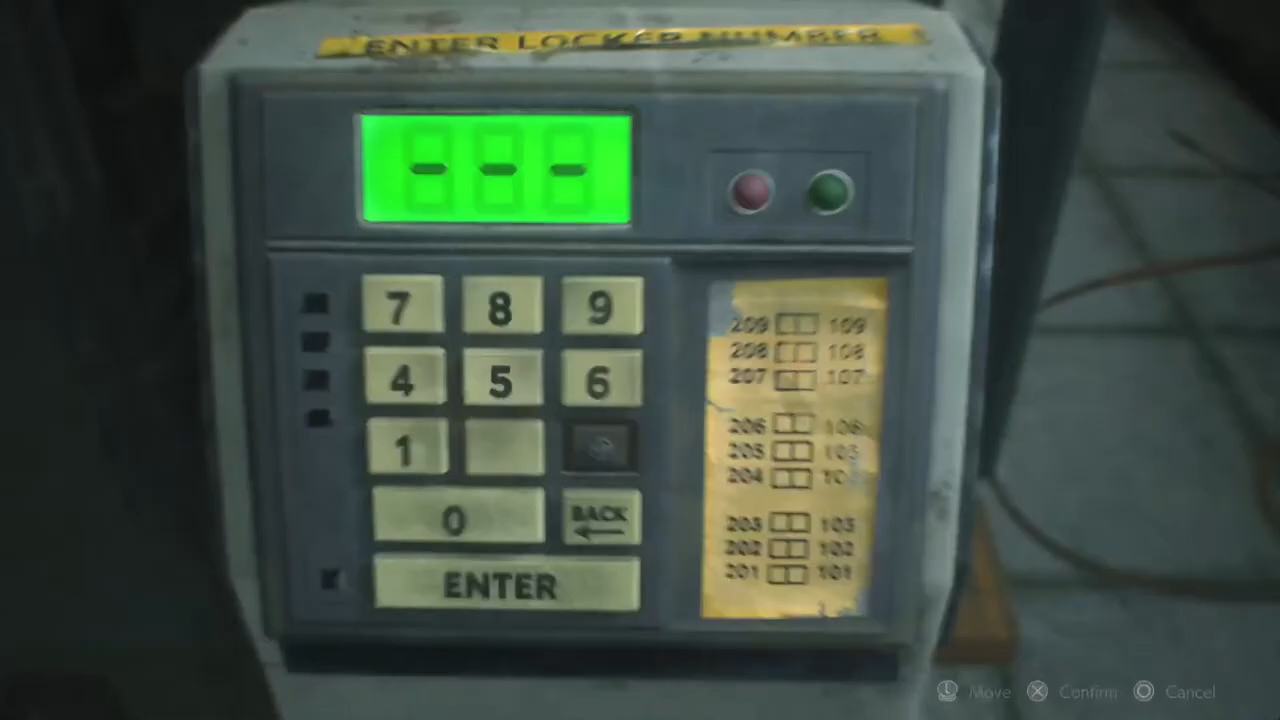 ENTER LOCKER NUMBER
7 8 9
4 5 6
1
0 BACK
ENTER
209 109
208 108
207 107
206 106
205 105
204
203 103
202 102
201 101
Move Confirm Cancel